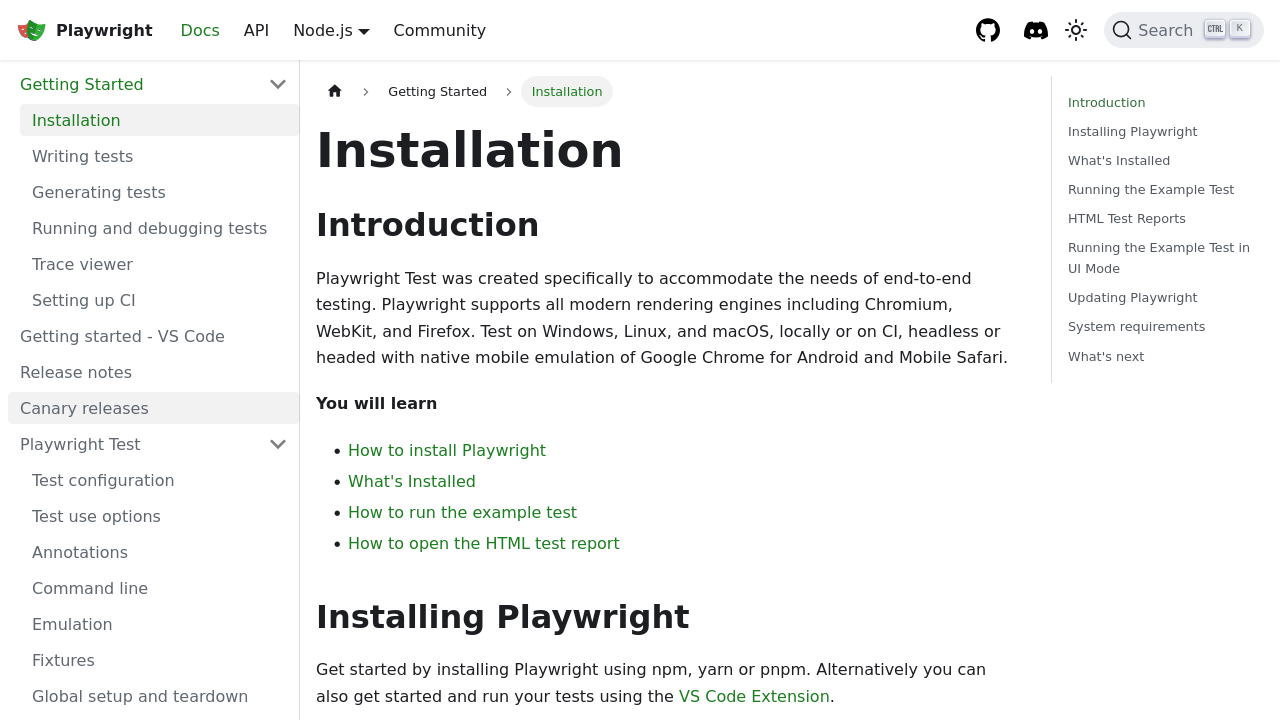 Playwright
Docs
API
Node.js
Community
Search
CTRL
K
Getting Started
Installation
Writing tests
Generating tests
Running and debugging tests
Trace viewer
Setting up CI
Getting started - VS Code
Release notes
Canary releases
Playwright Test
Test configuration
Test use options
Annotations
Command line
Emulation
Fixtures
Global setup and teardown
Getting Started
Installation
Installation
Introduction
Playwright Test was created specifically to accommodate the needs of end-to-end
testing. Playwright supports all modern rendering engines including Chromium,
WebKit, and Firefox. Test on Windows, Linux, and macOS, locally or on CI, headless or
headed with native mobile emulation of Google Chrome for Android and Mobile Safari.
You will learn
• How to install Playwright
• What's Installed
• How to run the example test
• How to open the HTML test report
Installing Playwright
Get started by installing Playwright using npm, yarn or pnpm. Alternatively you can
also get started and run your tests using the VS Code Extension.
Introduction
Installing Playwright
What's Installed
Running the Example Test
HTML Test Reports
Running the Example Test in
UI Mode
Updating Playwright
System requirements
What's next